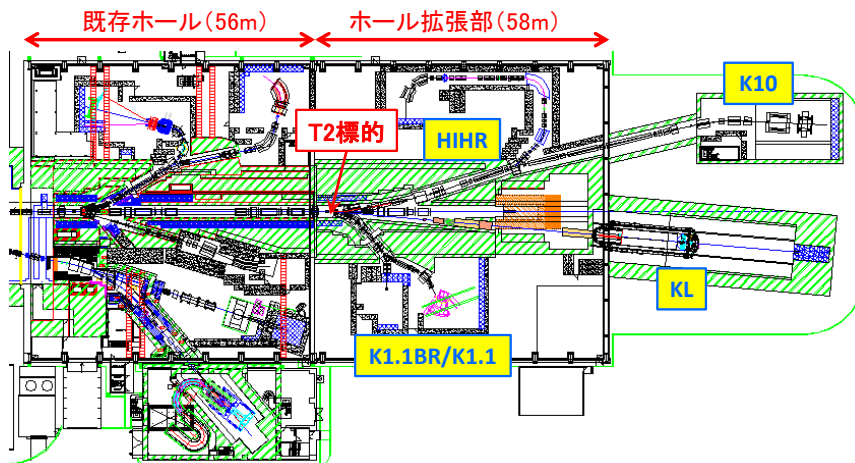 既存ホール（56m）
ホール拡張部（58m）
K10
T2標的
HIHR
KL
K1.1BR/K1.1